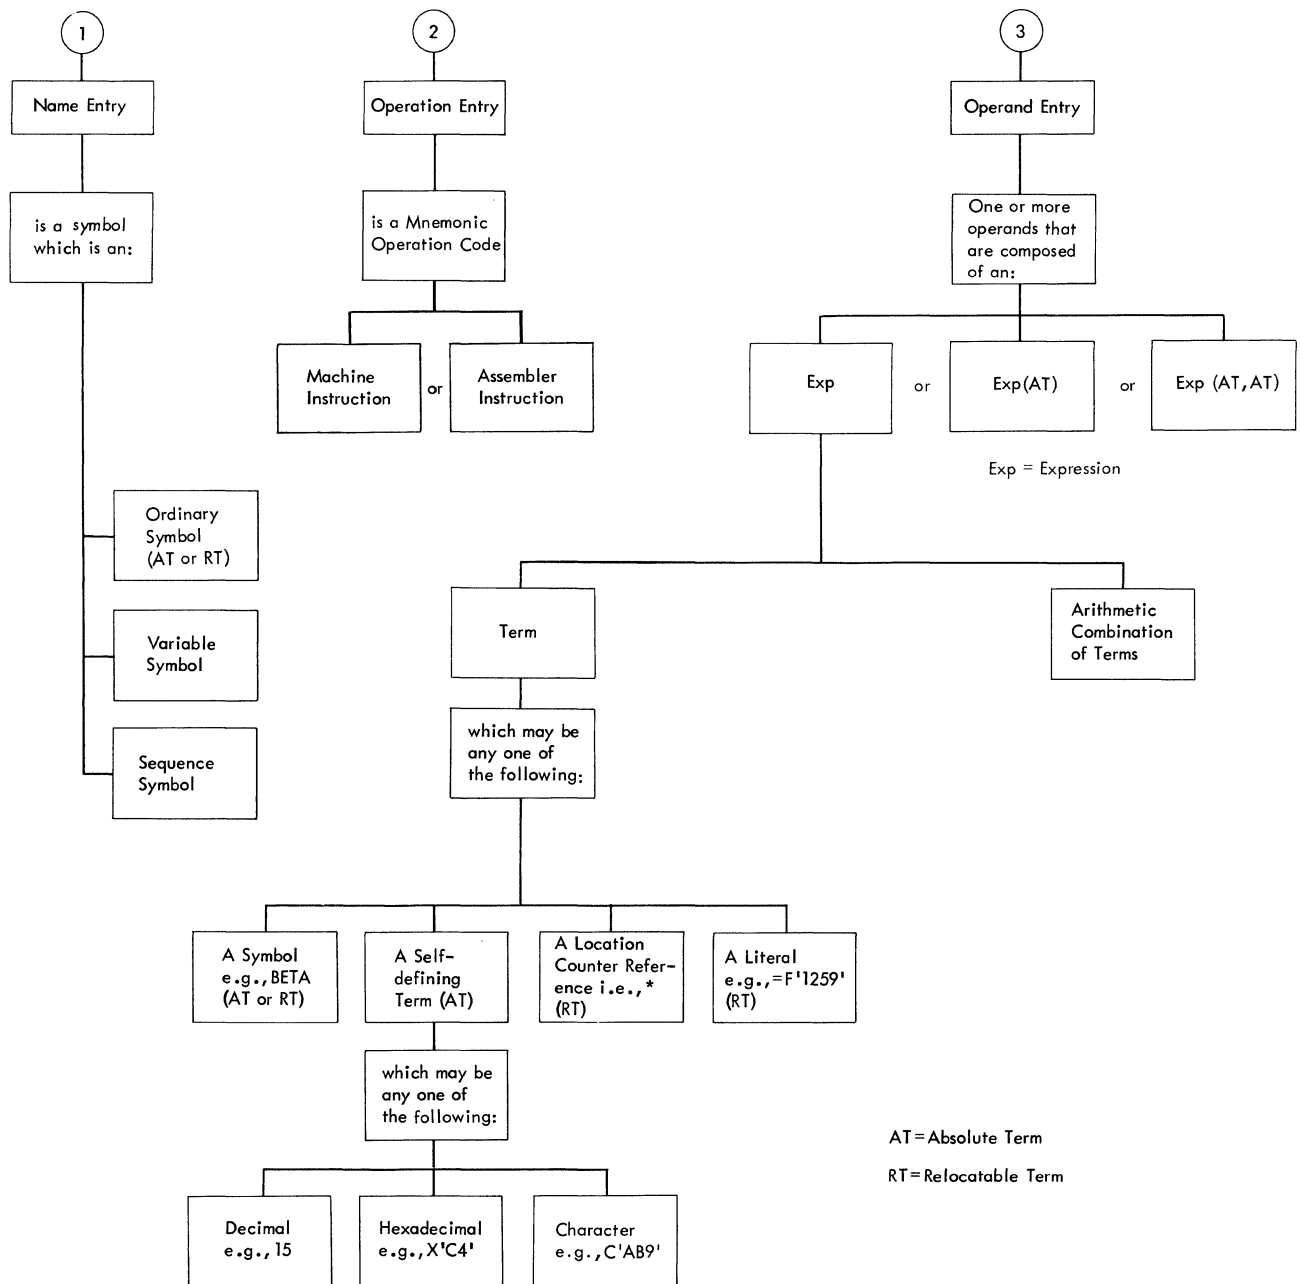 1
2
3
Name Entry
Operation Entry
Operand Entry
is a symbol
which is an:
is a Mnemonic
Operation Code
One or more
operands that
are composed
of an:
Machine
Instruction
or
Assembler
Instruction
Exp
or
Exp(AT)
or
Exp (AT,AT)
Exp = Expression
Ordinary
Symbol
(AT or RT)
Variable
Symbol
Sequence
Symbol
Term
Arithmetic
Combination
of Terms
which may be
any one of
the following:
A Symbol
e.g., BETA
(AT or RT)
A Self-
defining
Term (AT)
A Location
Counter Refer-
ence i.e., *
(RT)
A Literal
e.g., =F'1259'
(RT)
which may be
any one of
the following:
AT=Absolute Term
RT=Relocatable Term
Decimal
e.g., 15
Hexadecimal
e.g., X'C4'
Character
e.g., C'AB9'